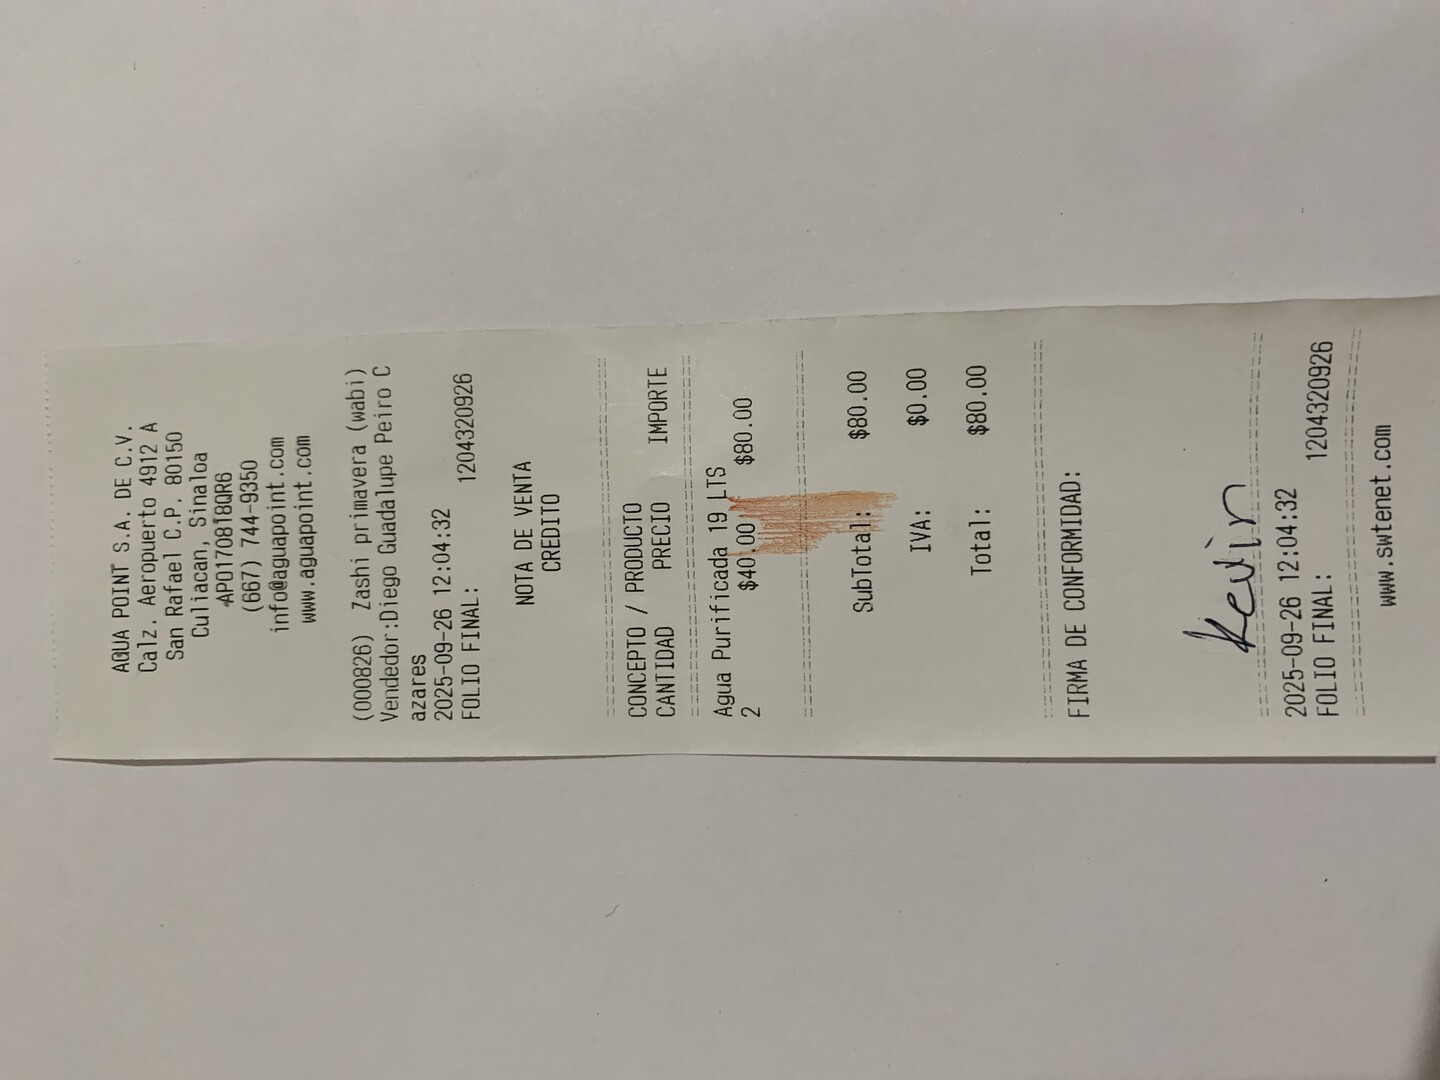 AQUA POINT S.A. DE C.V.
Calz. Aeropuerto 4912 A
San Rafael C.P. 80150
Culiacan, Sinaloa
APO170818QR6
(667) 744-9350
info@aguapoint.com
www.aguapoint.com
(000826) Zashi primavera (wabi)
Vendedor:Diego Guadalupe Peiro C
azares
2025-09-26 12:04:32
FOLIO FINAL: 1204320926
NOTA DE VENTA
CREDITO
CONCEPTO / PRODUCTO
CANTIDAD PRECIO IMPORTE
Agua Purificada 19 LTS
2 $40.00 $80.00
SubTotal: $80.00
IVA: $0.00
Total: $80.00
FIRMA DE CONFORMIDAD:
Kevin
2025-09-26 12:04:32
FOLIO FINAL: 1204320926
www.swtenet.com